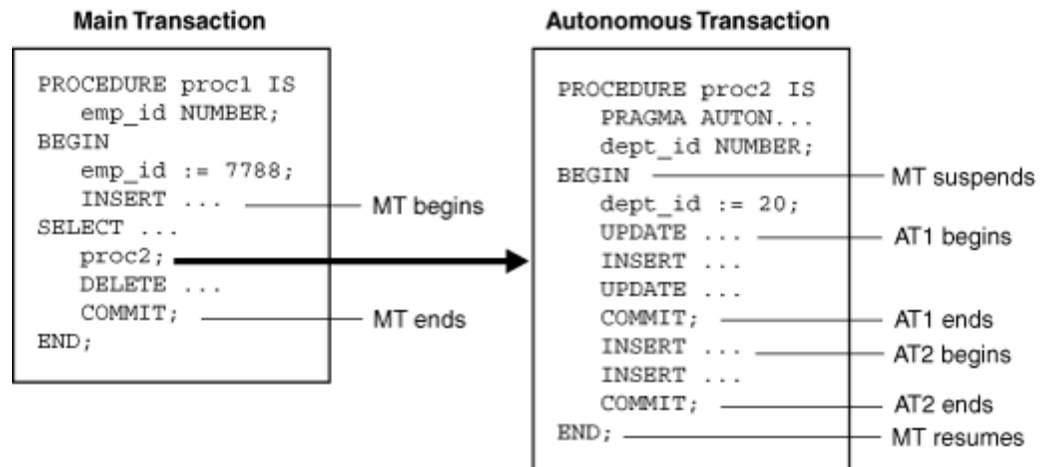 Main Transaction
PROCEDURE proc1 IS
emp_id NUMBER;
BEGIN
emp_id := 7788;
INSERT ... MT begins
SELECT ...
proc2;
DELETE ...
COMMIT; MT ends
END;
Autonomous Transaction
PROCEDURE proc2 IS
PRAGMA AUTON...
dept_id NUMBER;
BEGIN MT suspends
dept_id := 20;
UPDATE ... AT1 begins
INSERT ...
UPDATE ...
COMMIT; AT1 ends
INSERT ... AT2 begins
INSERT ...
COMMIT; AT2 ends
END; MT resumes